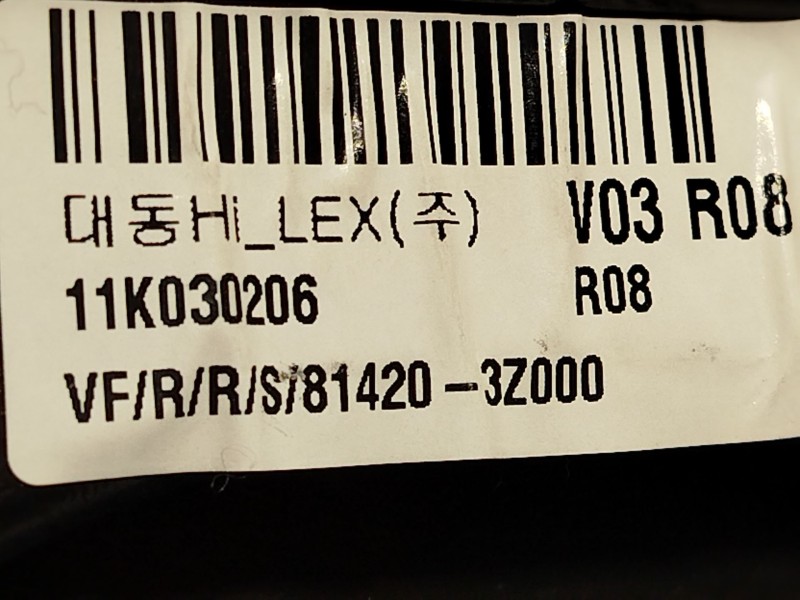 대동Hi_LEX(주) V03 R08
11K030206 R08
VF/R/R/S/81420-3Z000